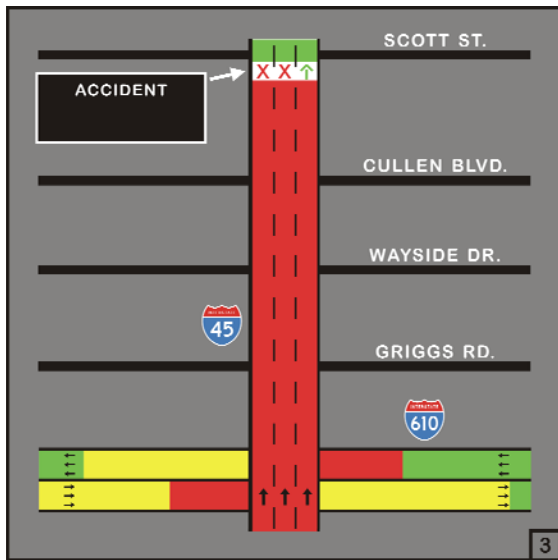 SCOTT ST.
X X
ACCIDENT
CULLEN BLVD.
WAYSIDE DR.
45
GRIGGS RD.
INTERSTATE
610
3